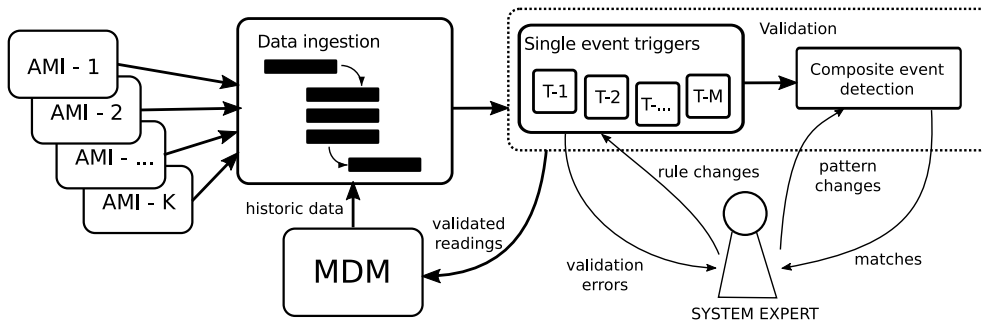 AMI - 1
AMI - 2
AMI - ...
AMI - K
Data ingestion
historic data
MDM
validated
readings
Validation
Single event triggers
T-1
T-2
T-...
T-M
Composite event
detection
rule changes
pattern
changes
validation
errors
matches
SYSTEM EXPERT